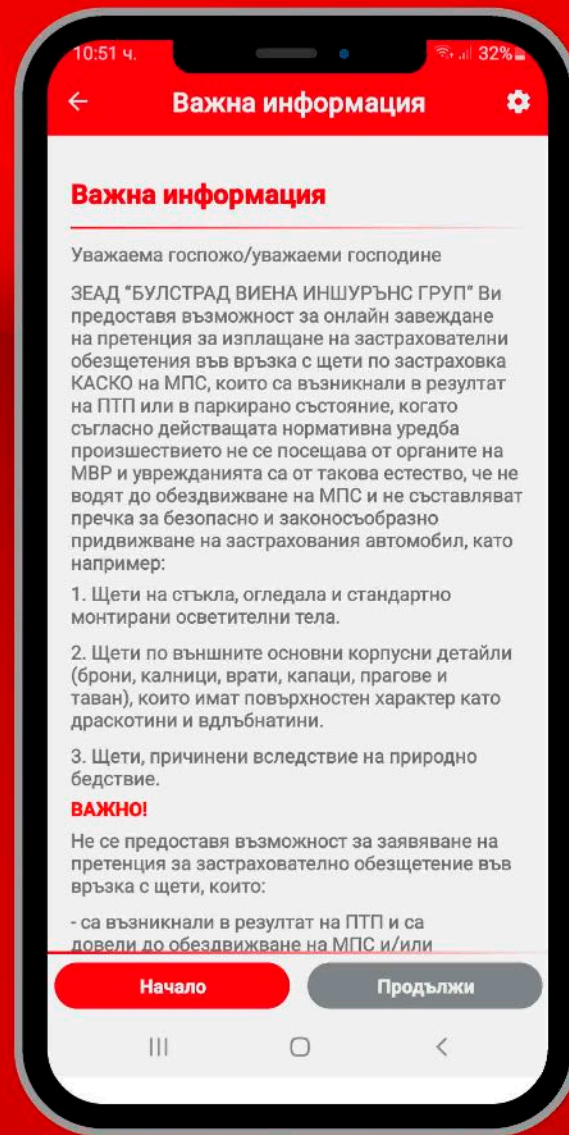 10:51 ч.
32%
Важна информация
Важна информация
Уважаема госпожо/уважаеми господине
ЗЕАД "БУЛСТРАД ВИЕНА ИНШУРЪНС ГРУП" Ви
предоставя възможност за онлайн завеждане
на претенция за изплащане на застрахователни
обезщетения във връзка с щети по застраховка
КАСКО на МПС, които са възникнали в резултат
на ПТП или в паркирано състояние, когато
съгласно действащата нормативна уредба
произшествието не се посещава от органите на
МВР и уврежданията са от такова естество, че не
водят до обездвижване на МПС и не съставляват
пречка за безопасно и законосъобразно
придвижване на застрахования автомобил, като
например:
1. Щети на стъкла, огледала и стандартно
монтирани осветителни тела.
2. Щети по външните основни корпусни детайли
(брони, калници, врати, капаци, прагове и
таван), които имат повърхностен характер като
драскотини и вдлъбнатини.
3. Щети, причинени вследствие на природно
бедствие.
ВАЖНО!
Не се предоставя възможност за заявяване на
претенция за застрахователно обезщетение във
връзка с щети, които:
- са възникнали в резултат на ПТП и са
довели до обездвижване на МПС и/или
Начало
Продължи